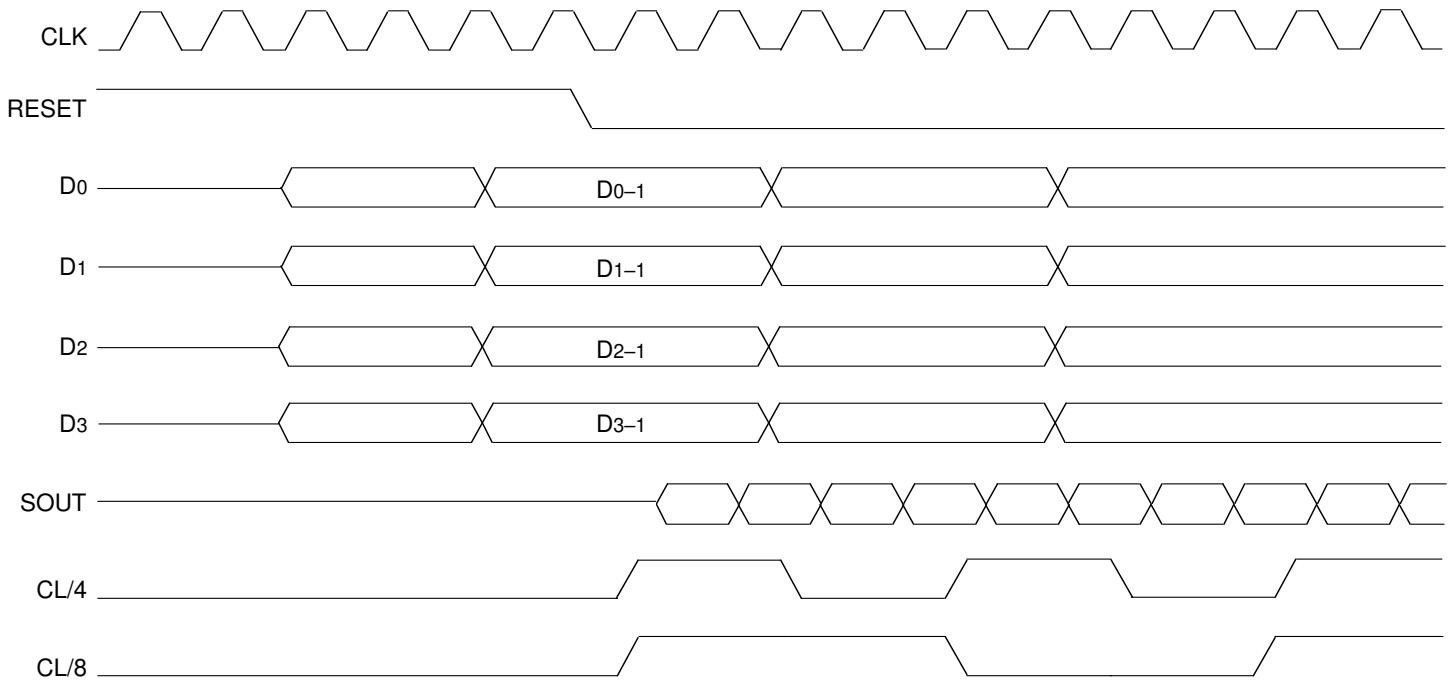 CLK
RESET
D0
D0–1
D1
D1–1
D2
D2–1
D3
D3–1
SOUT
CL/4
CL/8